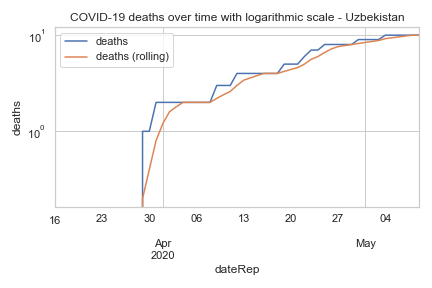 COVID-19 deaths over time with logarithmic scale - Uzbekistan
10¹
deaths
deaths (rolling)
deaths
10⁰
16 23 30 06 13 20 27 04
Apr May
2020
dateRep